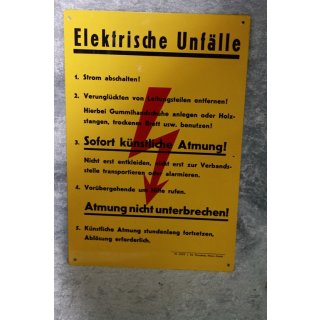 Elektrische Unfälle
1. Strom abschalten!
2. Verunglückten von Leitungsteilen entfernen!
Hierbei Gummihandschuhe anlegen oder Holz-
stangen, trockenes Brett usw. benutzen!
3. Sofort künstliche Atmung!
Nicht erst entkleiden, nicht erst zur Verbands-
stelle transportieren oder alarmieren.
4. Vorübergehende um Hilfe rufen.
Atmung nicht unterbrechen!
5. Künstliche Atmung stundenlang fortsetzen,
Ablösung erforderlich.